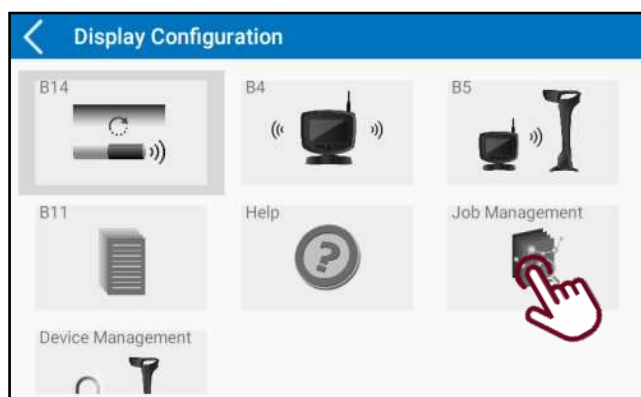 Display Configuration
B14
B4
B5
B11
Help
Job Management
?
Device Management